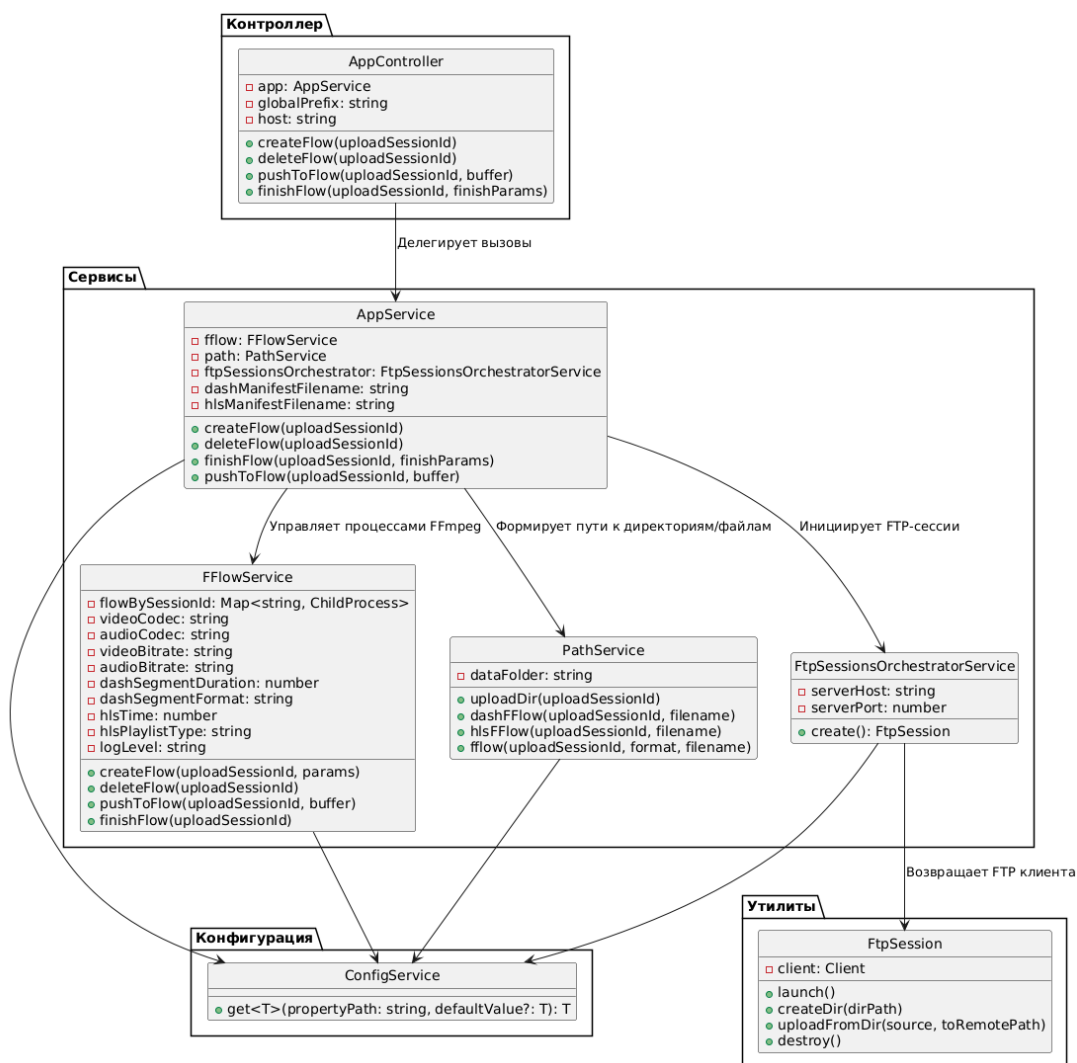 Контроллер
AppController
app: AppService
globalPrefix: string
host: string
createFlow(uploadSessionId)
deleteFlow(uploadSessionId)
pushToFlow(uploadSessionId, buffer)
finishFlow(uploadSessionId, finishParams)
Делегирует вызовы
Сервисы
AppService
fflow: FFlowService
path: PathService
ftpSessionsOrchestrator: FtpSessionsOrchestratorService
dashManifestFilename: string
hlsManifestFilename: string
createFlow(uploadSessionId)
deleteFlow(uploadSessionId)
finishFlow(uploadSessionId, finishParams)
pushToFlow(uploadSessionId, buffer)
Управляет процессами FFmpeg
Формирует пути к директориям/файлам
Инициирует FTP-сессии
FFlowService
flowBySessionId: Map<string, ChildProcess>
videoCodec: string
audioCodec: string
videoBitrate: string
audioBitrate: string
dashSegmentDuration: number
dashSegmentFormat: string
hlsTime: number
hlsPlaylistType: string
logLevel: string
createFlow(uploadSessionId, params)
deleteFlow(uploadSessionId)
pushToFlow(uploadSessionId, buffer)
finishFlow(uploadSessionId)
PathService
dataFolder: string
uploadDir(uploadSessionId)
dashFFlow(uploadSessionId, filename)
hlsFFlow(uploadSessionId, filename)
fflow(uploadSessionId, format, filename)
FtpSessionsOrchestratorService
serverHost: string
serverPort: number
create(): FtpSession
Возвращает FTP клиента
Конфигурация
ConfigService
get<T>(propertyPath: string, defaultValue?: T): T
Утилиты
FtpSession
client: Client
launch()
createDir(dirPath)
uploadFromDir(source, toRemotePath)
destroy()